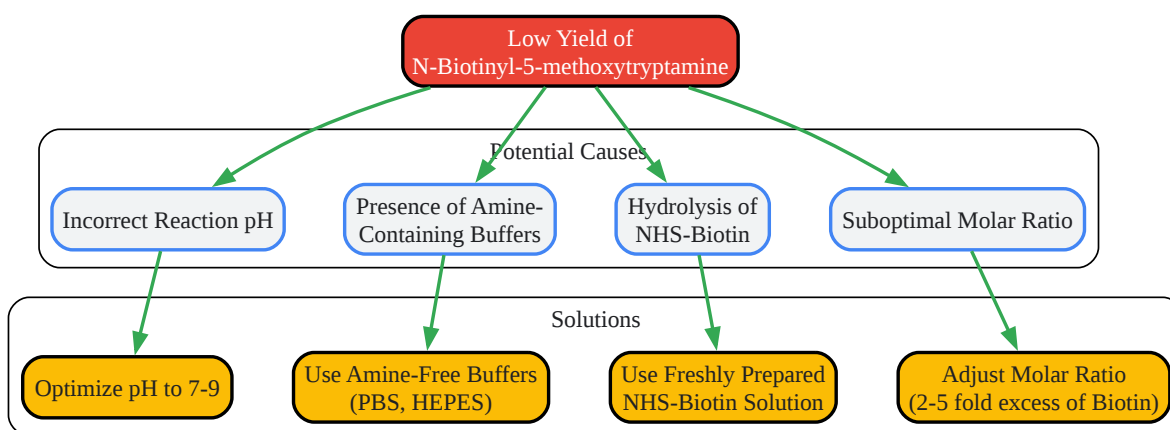 Low Yield of
N-Biotinyl-5-methoxytryptamine
Potential Causes
Incorrect Reaction pH
Presence of Amine-
Containing Buffers
Hydrolysis of
NHS-Biotin
Suboptimal Molar Ratio
Solutions
Optimize pH to 7-9
Use Amine-Free Buffers
(PBS, HEPES)
Use Freshly Prepared
NHS-Biotin Solution
Adjust Molar Ratio
(2-5 fold excess of Biotin)